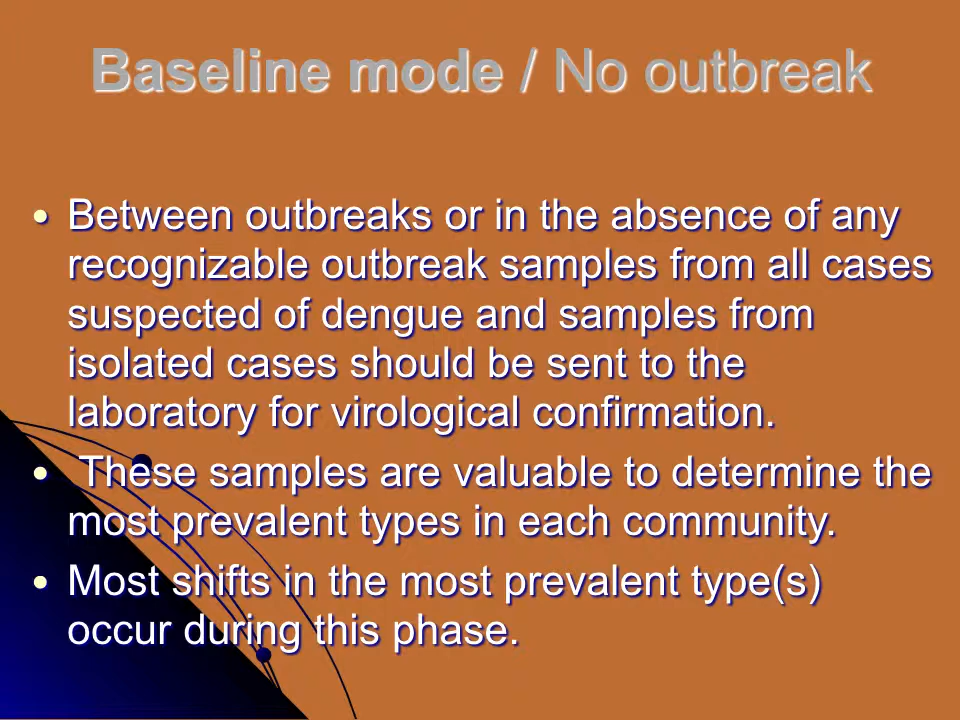 Baseline mode / No outbreak
• Between outbreaks or in the absence of any
recognizable outbreak samples from all cases
suspected of dengue and samples from
isolated cases should be sent to the
laboratory for virological confirmation.
• These samples are valuable to determine the
most prevalent types in each community.
• Most shifts in the most prevalent type(s)
occur during this phase.